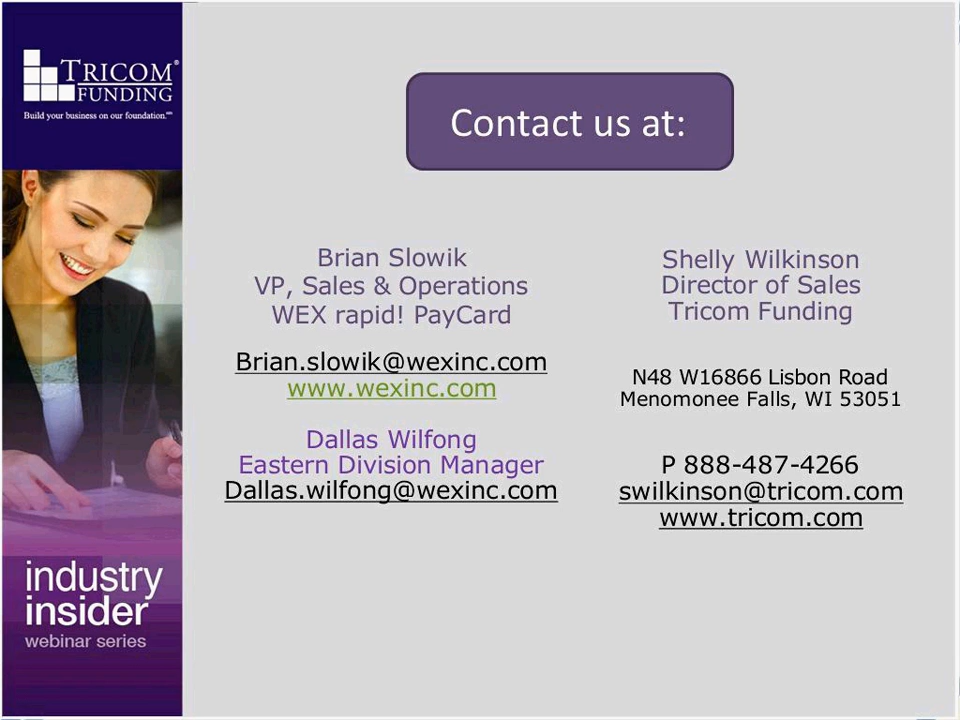 TRICOM®
FUNDING
Build your business on our foundation.℠
Contact us at:
Brian Slowik
VP, Sales & Operations
WEX rapid! PayCard
Brian.slowik@wexinc.com
www.wexinc.com
Dallas Wilfong
Eastern Division Manager
Dallas.wilfong@wexinc.com
Shelly Wilkinson
Director of Sales
Tricom Funding
N48 W16866 Lisbon Road
Menomonee Falls, WI 53051
P 888-487-4266
swilkinson@tricom.com
www.tricom.com
industry
insider
webinar series